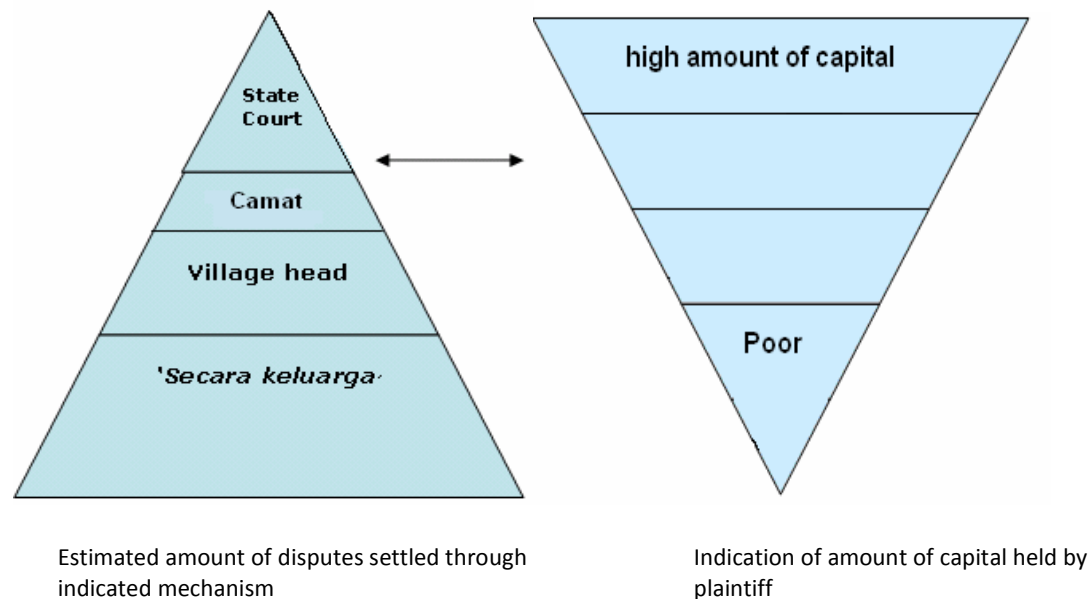 State
Court
Camat
Village head
'Secara keluarga
high amount of capital
Poor
Estimated amount of disputes settled through
indicated mechanism
Indication of amount of capital held by
plaintiff